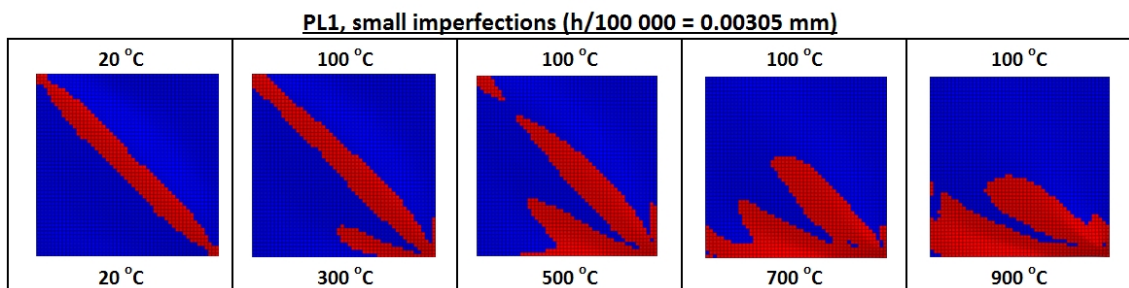 PL1, small imperfections (h/100 000 = 0.00305 mm)
20 °C 100 °C 100 °C 100 °C 100 °C
20 °C 300 °C 500 °C 700 °C 900 °C